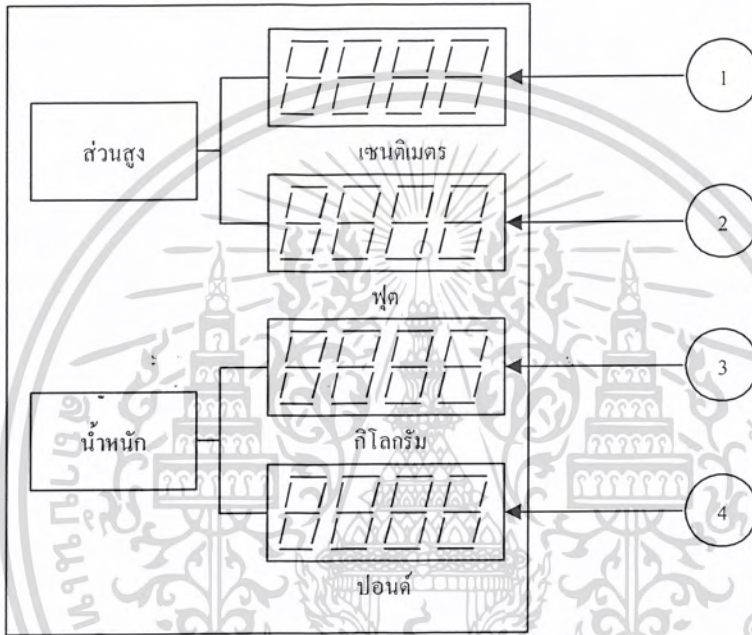 1
ส่วนสูง
เซนติเมตร
2
ฟุต
3
น้ำหนัก
กิโลกรัม
4
ปอนด์